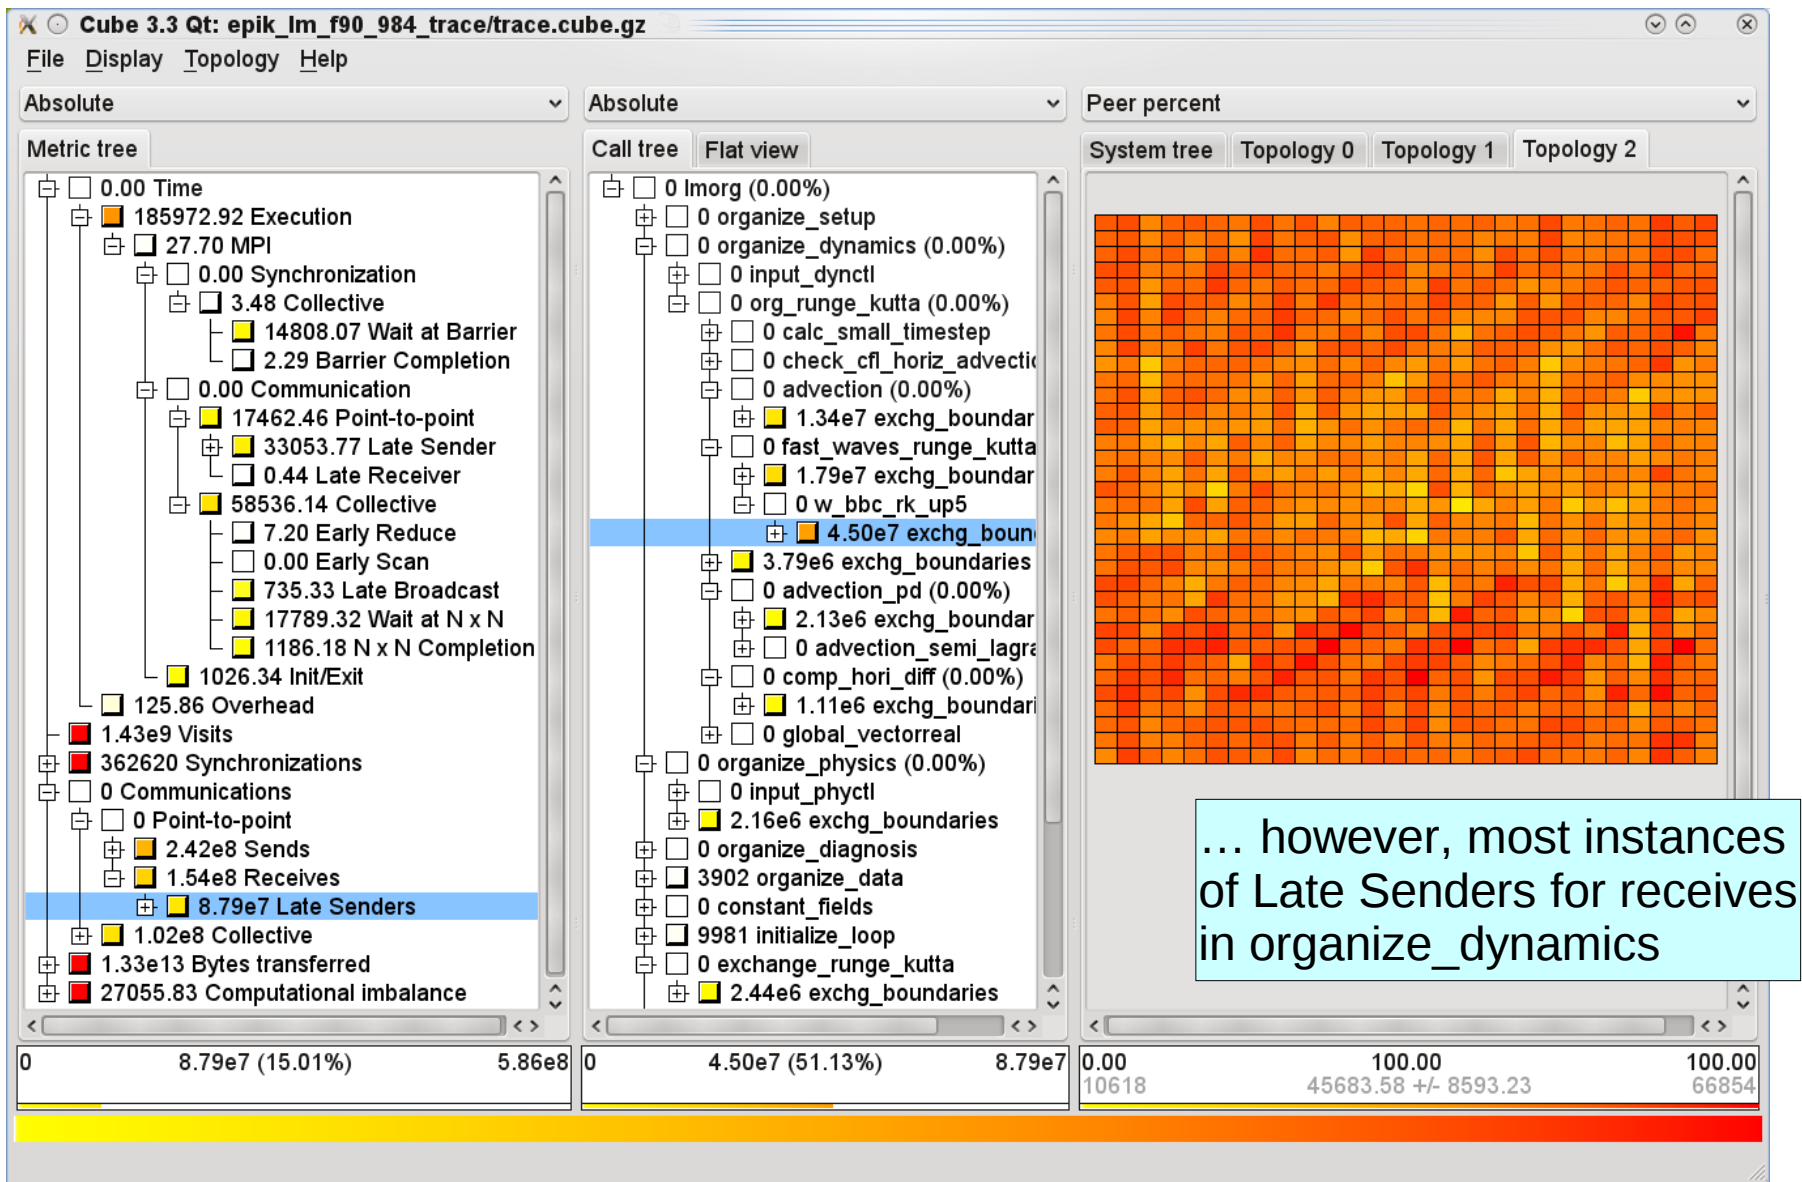 Cube 3.3 Qt: epik_lm_f90_984_trace/trace.cube.gz
File Display Topology Help
Absolute
Absolute
Peer percent
Metric tree
Call tree
Flat view
System tree
Topology 0
Topology 1
Topology 2
0.00 Time
185972.92 Execution
27.70 MPI
0.00 Synchronization
3.48 Collective
14808.07 Wait at Barrier
2.29 Barrier Completion
0.00 Communication
17462.46 Point-to-point
33053.77 Late Sender
0.44 Late Receiver
58536.14 Collective
7.20 Early Reduce
0.00 Early Scan
735.33 Late Broadcast
17789.32 Wait at N x N
1186.18 N x N Completion
1026.34 Init/Exit
125.86 Overhead
1.43e9 Visits
362620 Synchronizations
0 Communications
0 Point-to-point
2.42e8 Sends
1.54e8 Receives
8.79e7 Late Senders
1.02e8 Collective
1.33e13 Bytes transferred
27055.83 Computational imbalance
0 lmorg (0.00%)
0 organize_setup
0 organize_dynamics (0.00%)
0 input_dynctl
0 org_runge_kutta (0.00%)
0 calc_small_timestep
0 check_cfl_horiz_advectio
0 advection (0.00%)
1.34e7 exchg_boundar
0 fast_waves_runge_kutta
1.79e7 exchg_boundar
0 w_bbc_rk_up5
4.50e7 exchg_boun
3.79e6 exchg_boundaries
0 advection_pd (0.00%)
2.13e6 exchg_boundar
0 advection_semi_lagra
0 comp_hori_diff (0.00%)
1.11e6 exchg_boundari
0 global_vectorreal
0 organize_physics (0.00%)
0 input_phyctl
2.16e6 exchg_boundaries
0 organize_diagnosis
3902 organize_data
0 constant_fields
9981 initialize_loop
0 exchange_runge_kutta
2.44e6 exchg_boundaries
… however, most instances
of Late Senders for receives
in organize_dynamics
0 8.79e7 (15.01%) 5.86e8
0 4.50e7 (51.13%) 8.79e7
0.00 100.00 100.00
10618 45683.58 +/- 8593.23 66854